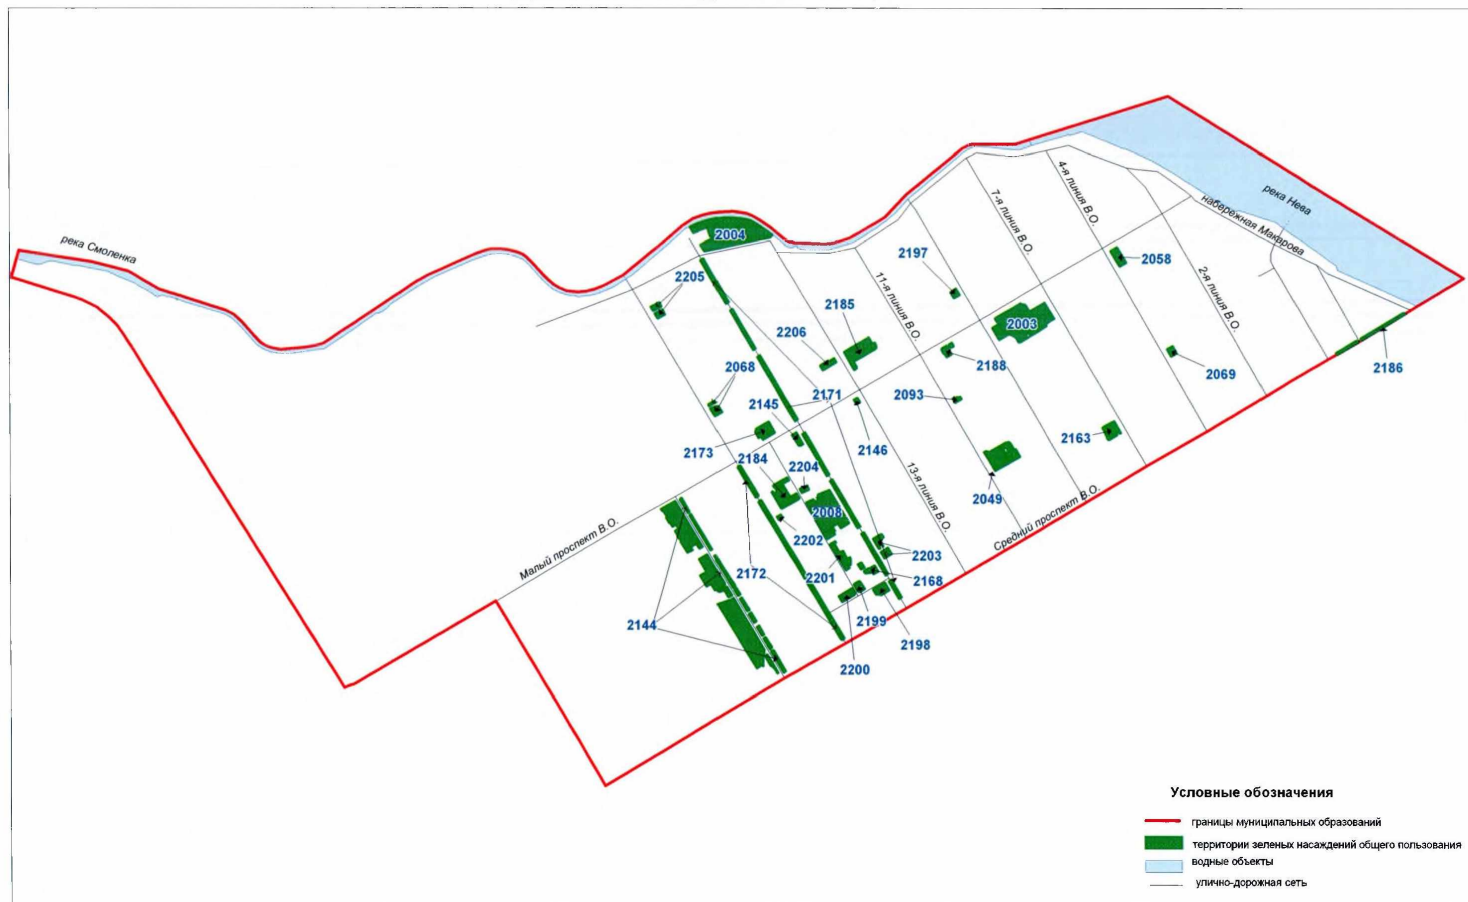 река Нева
набережная Макарова
4-я линия В.О.
7-я линия В.О.
2-я линия В.О.
11-я линия В.О.
13-я линия В.О.
река Смоленка
Малый проспект В.О.
Средний проспект В.О.
2004
2197
2058
2205
2185
2206
2003
2188
2069
2186
2068
2171
2145
2093
2146
2163
2173
2184
2204
2049
2008
2202
2203
2172
2201
2168
2144
2199
2198
2200
Условные обозначения
границы муниципальных образований
территории зеленых насаждений общего пользования
водные объекты
улично-дорожная сеть